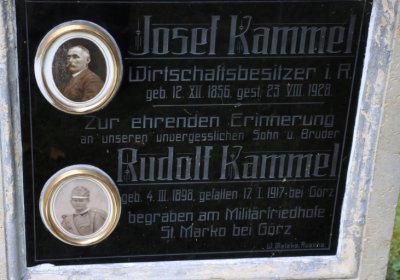 Josef Kammel
Wirtschaftsbesitzer i. R.
geb. 12. XII. 1856, gest. 23. VIII. 1928.
Zur ehrenden Erinnerung
an unseren unvergesslichen Sohn u. Bruder
Rudolf Kammel
geb. 4. III. 1898, gefallen 17. I. 1917 bei Görz
begraben am Militärfriedhofe
St. Marko bei Görz